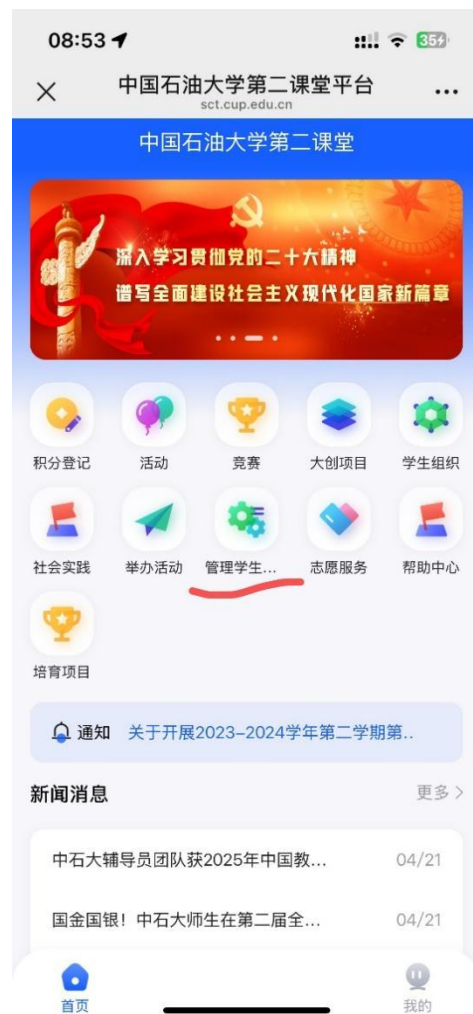 08:53
35
中国石油大学第二课堂平台
sct.cup.edu.cn
中国石油大学第二课堂
深入学习贯彻党的二十大精神
谱写全面建设社会主义现代化国家新篇章
积分登记 活动 竞赛 大创项目 学生组织
社会实践 举办活动 管理学生... 志愿服务 帮助中心
培育项目
通知 关于开展2023-2024学年第二学期第..
新闻消息 更多
中石大辅导员团队获2025年中国教... 04/21
国金国银！中石大师生在第二届全... 04/21
首页 我的